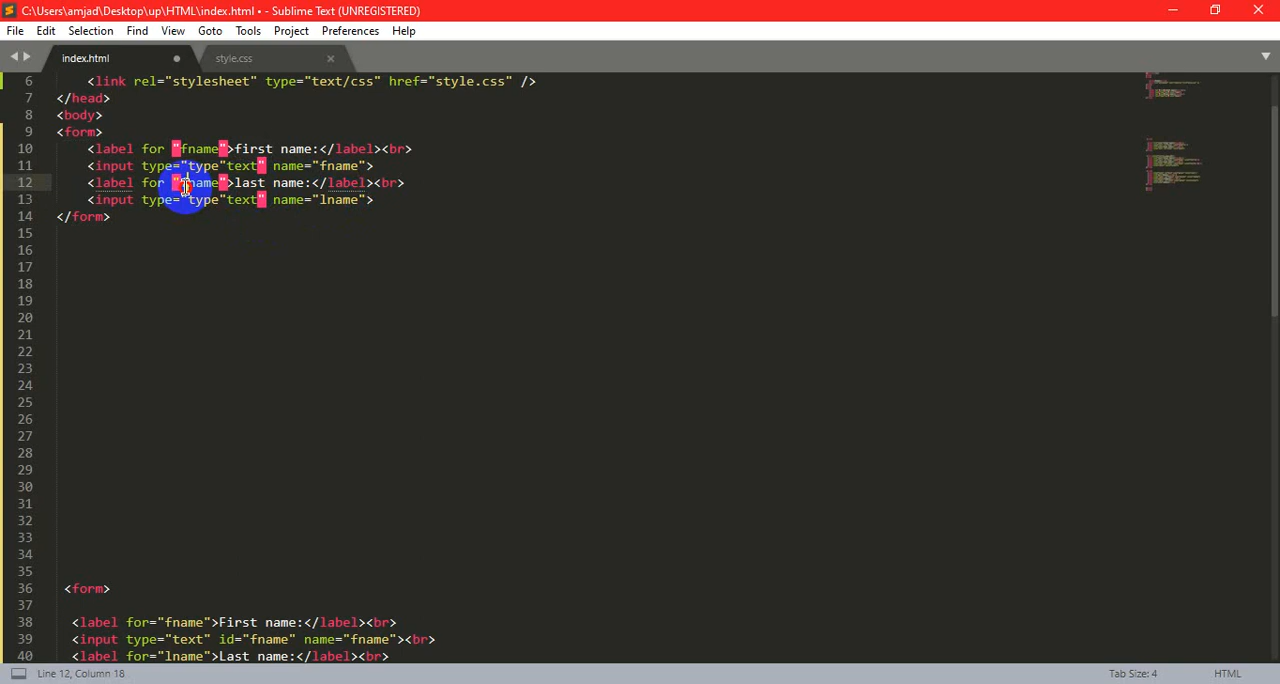 C:\Users\amjad\Desktop\up\HTML\index.html • - Sublime Text (UNREGISTERED)
File Edit Selection View Goto Tools Project Preferences Help
index.html style.css
6 <link rel="stylesheet" type="text/css" href="style.css" />
7 </head>
8 <body>
9 <form>
10 <label for "fname">first name:</label><br>
11 <input type="type"text" name="fname">
12 <label for name">last name:</label><br>
13 <input type="type"text" name="lname">
14 </form>
15
16
17
18
19
20
21
22
23
24
25
26
27
28
29
30
31
32
33
34
35
36 <form>
37
38 <label for="fname">First name:</label><br>
39 <input type="text" id="fname" name="fname"><br>
40 <label for="lname">Last name:</label><br>
Line 12, Column 18 Tab Size: 4 HTML